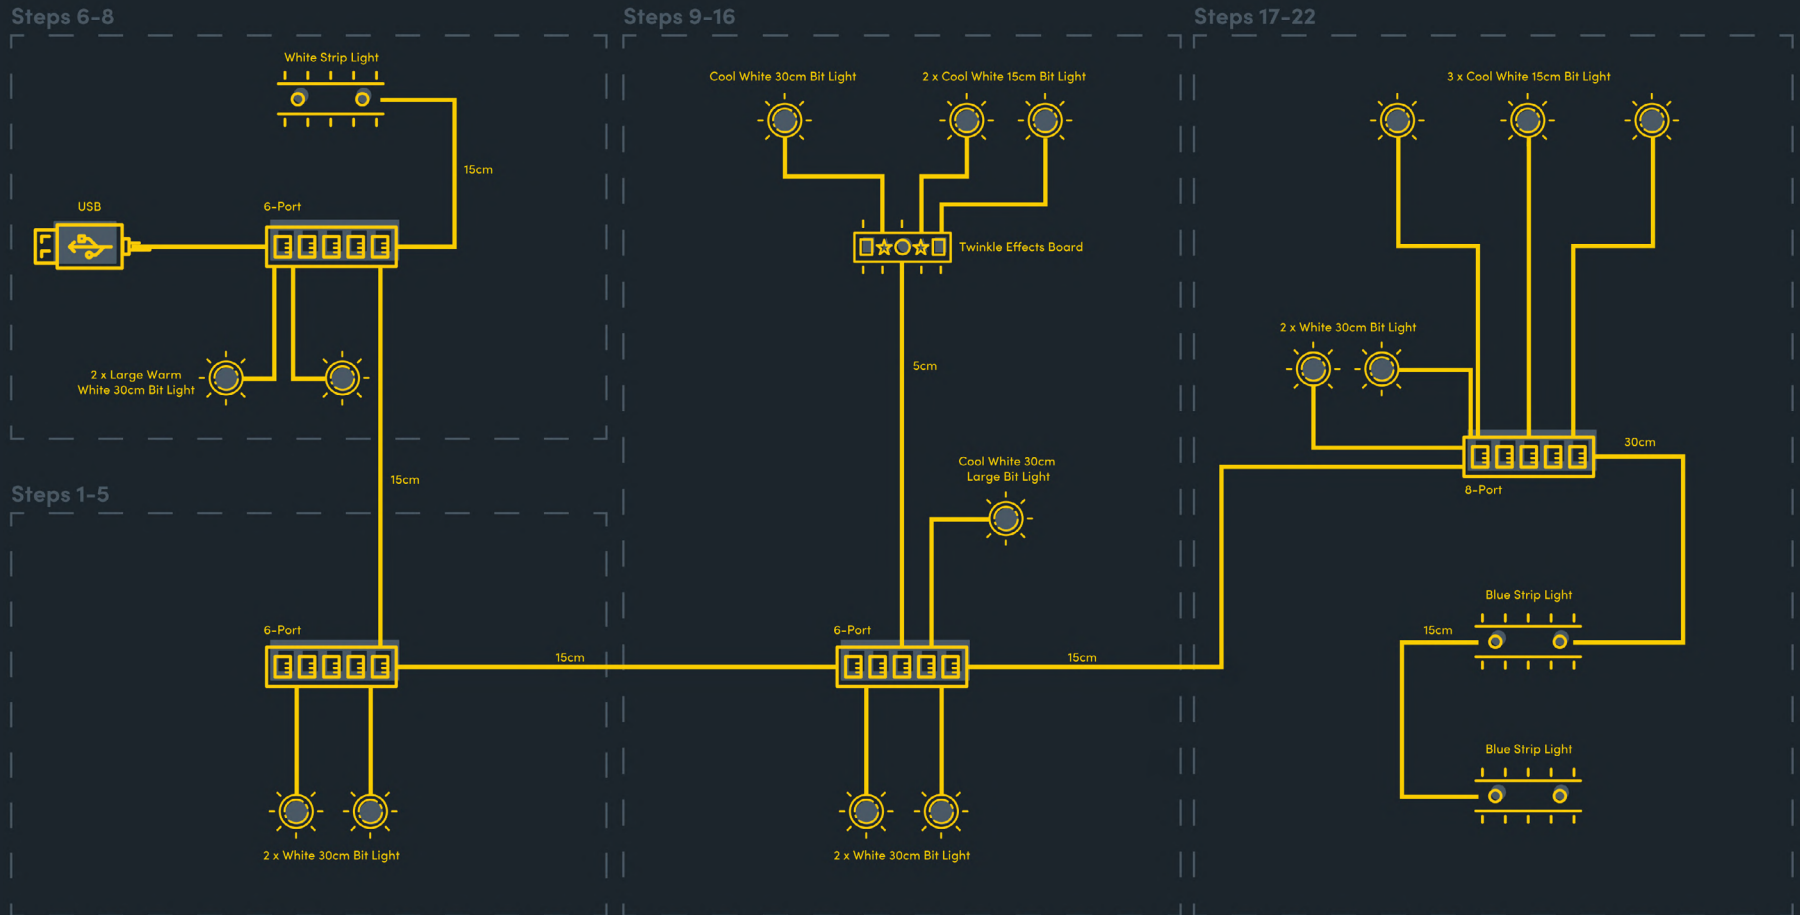 Steps 6-8
White Strip Light
15cm
USB
6-Port
2 x Large Warm
White 30cm Bit Light
15cm
Steps 1-5
6-Port
15cm
2 x White 30cm Bit Light
Steps 9-16
Cool White 30cm Bit Light
2 x Cool White 15cm Bit Light
Twinkle Effects Board
5cm
Cool White 30cm
Large Bit Light
6-Port
15cm
2 x White 30cm Bit Light
Steps 17-22
3 x Cool White 15cm Bit Light
2 x White 30cm Bit Light
30cm
8-Port
Blue Strip Light
15cm
Blue Strip Light